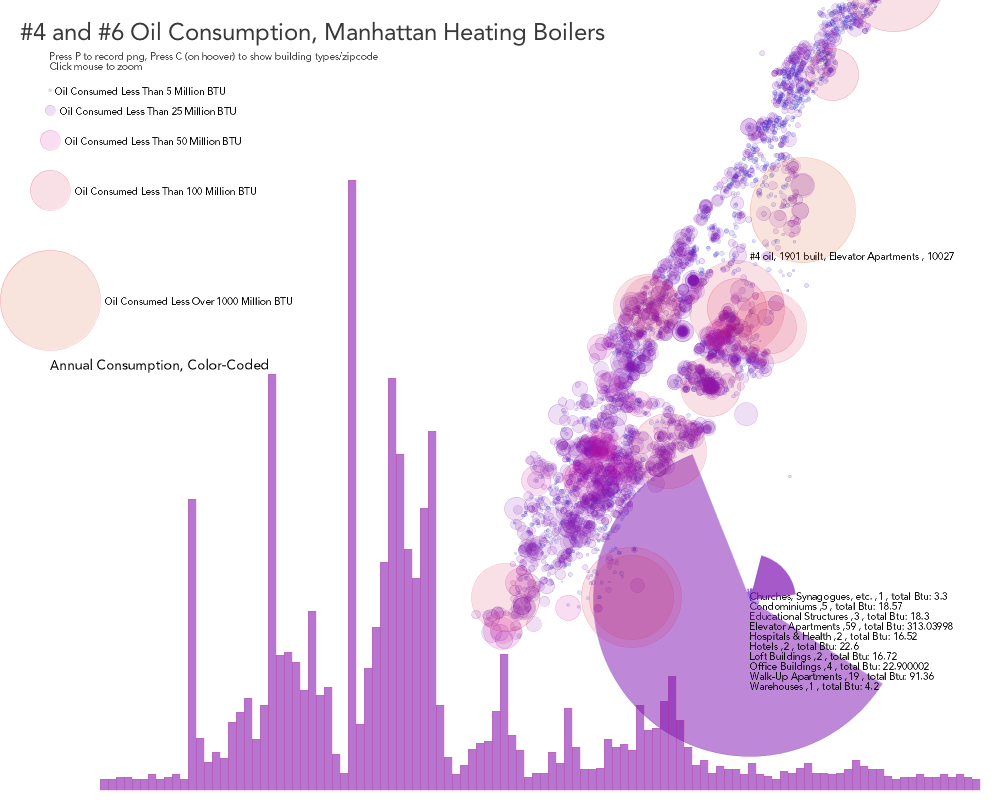 #4 and #6 Oil Consumption, Manhattan Heating Boilers
Press P to record png, Press C (on hoover) to show building types/zipcode
Click mouse to zoom
Oil Consumed Less Than 5 Million BTU
Oil Consumed Less Than 25 Million BTU
Oil Consumed Less Than 50 Million BTU
Oil Consumed Less Than 100 Million BTU
#4 oil, 1901 built, Elevator Apartments , 10027
Oil Consumed Less Over 1000 Million BTU
Annual Consumption, Color-Coded
Churches, Synagogues, etc. ,1 , total Btu: 3.3
Condominiums ,5 , total Btu: 18.57
Educational Structures ,3 , total Btu: 18.3
Elevator Apartments ,59 , total Btu: 313.03998
Hospitals & Health ,2 , total Btu: 16.52
Hotels ,2 , total Btu: 22.6
Loft Buildings ,2 , total Btu: 16.72
Office Buildings ,4 , total Btu: 22.900002
Walk-Up Apartments ,19 , total Btu: 91.36
Warehouses ,1 , total Btu: 4.2